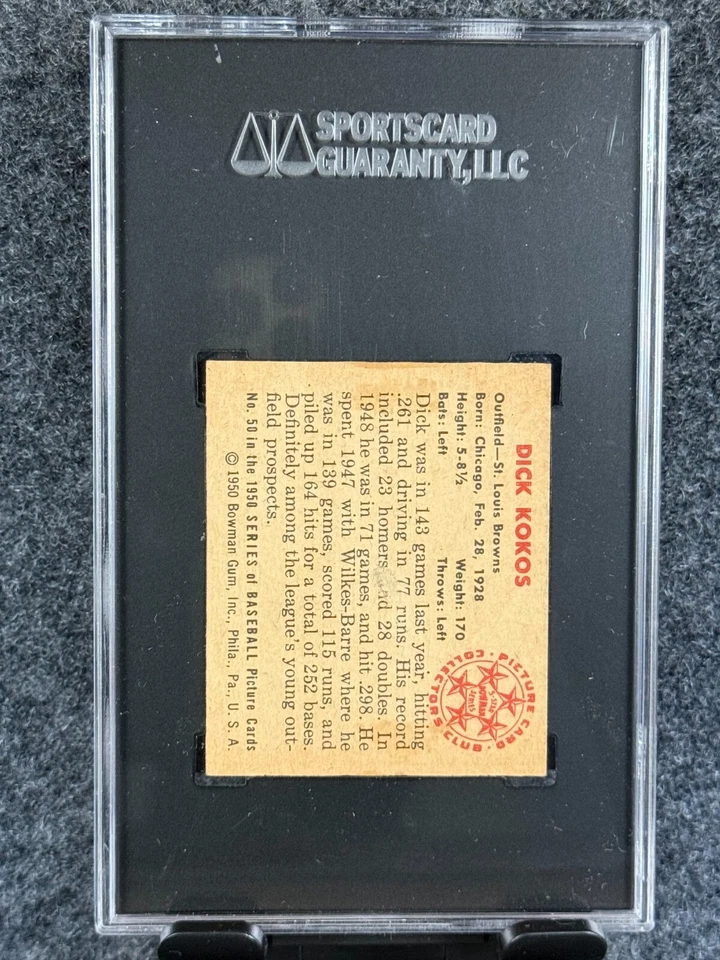 SPORTSCARD
GUARANTY, LLC
DICK KOKOS
Outfield—St. Louis Browns
Born: Chicago, Feb. 28, 1928
Height: 5-8½ Weight: 170
Bats: Left Throws: Left
PICTURE CARD COLLECTORS CLUB
5-STAR
BOWMAN
SERIES
Dick was in 143 games last year, hitting
.261 and driving in 77 runs. His record
included 23 homers and 28 doubles. In
1948 he was in 71 games, and hit .298. He
spent 1947 with Wilkes-Barre where he
was in 139 games, scored 115 runs, and
piled up 164 hits for a total of 252 bases.
Definitely among the league's young out-
field prospects.
No. 50 in the 1950 SERIES of BASEBALL Picture Cards
© 1950 Bowman Gum, Inc., Phila., Pa., U. S. A.